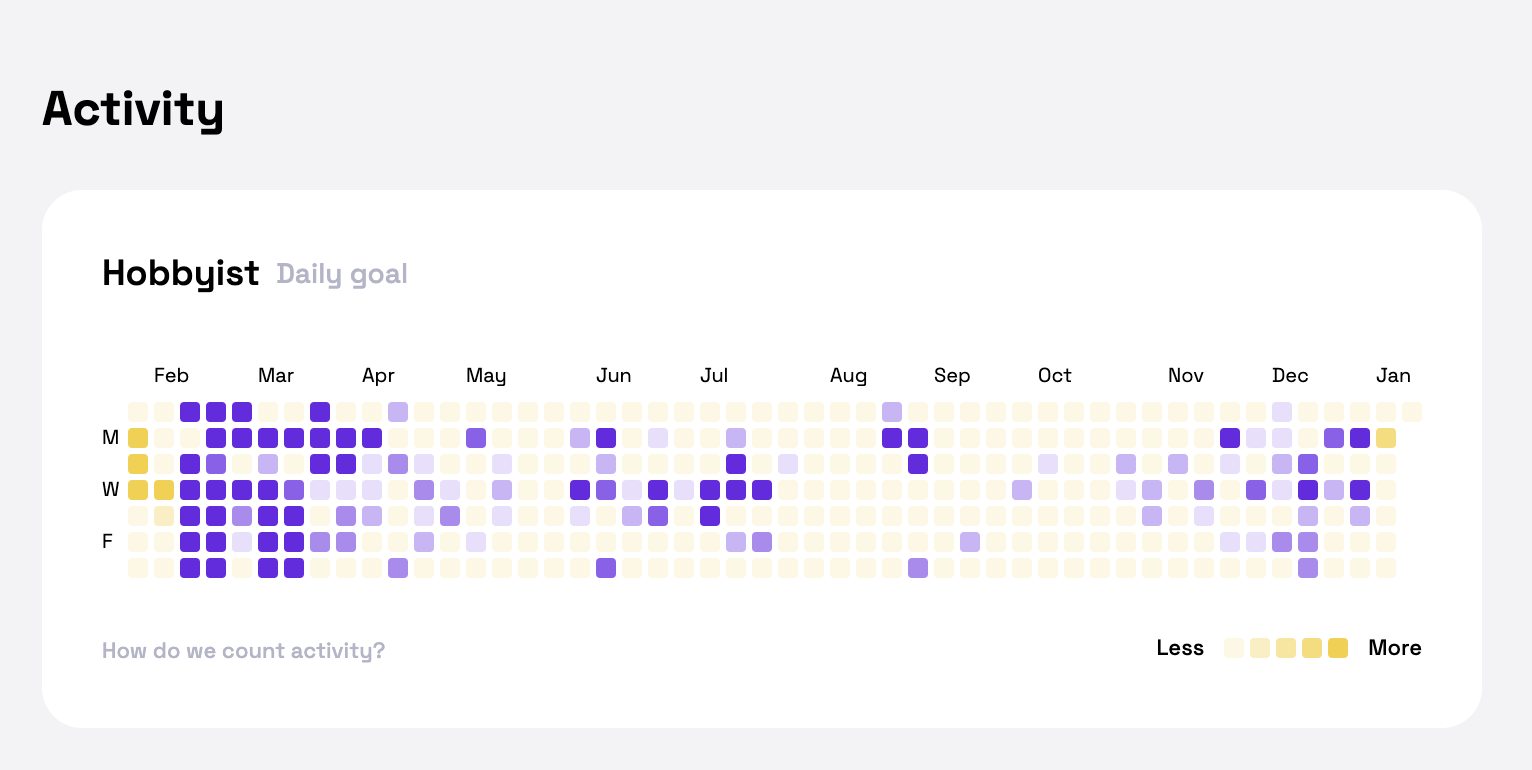 Activity
Hobbyist Daily goal
Feb Mar Apr May Jun Jul Aug Sep Oct Nov Dec Jan
M
W
F
How do we count activity?
Less More